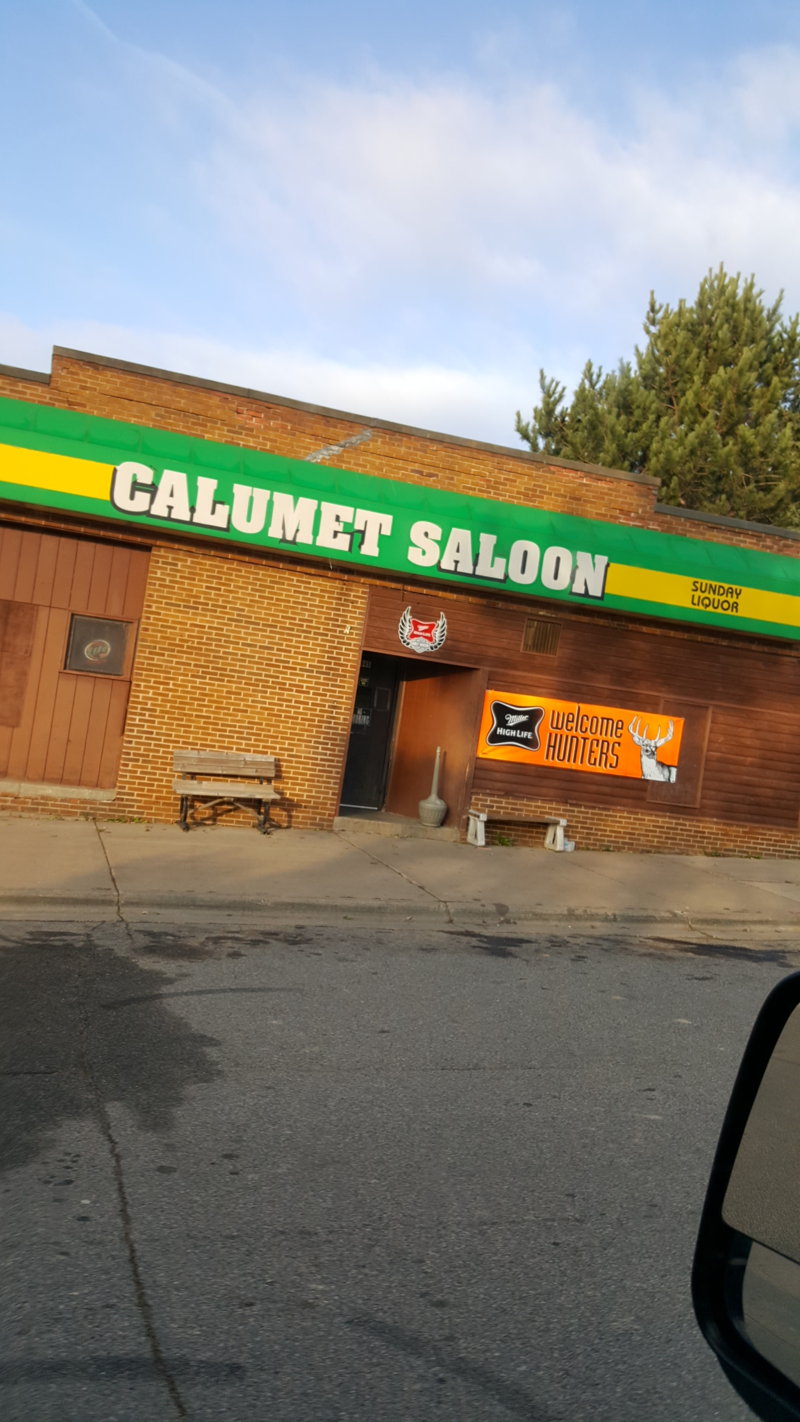 CALUMET SALOON
SUNDAY
LIQUOR
Miller
HIGH LIFE
welcome
HUNTERS